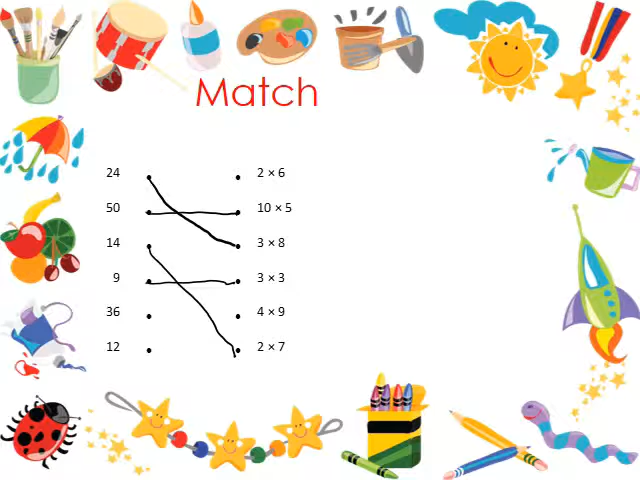 Match
24 2 × 6
50 10 × 5
14 3 × 8
9 3 × 3
36 4 × 9
12 2 × 7